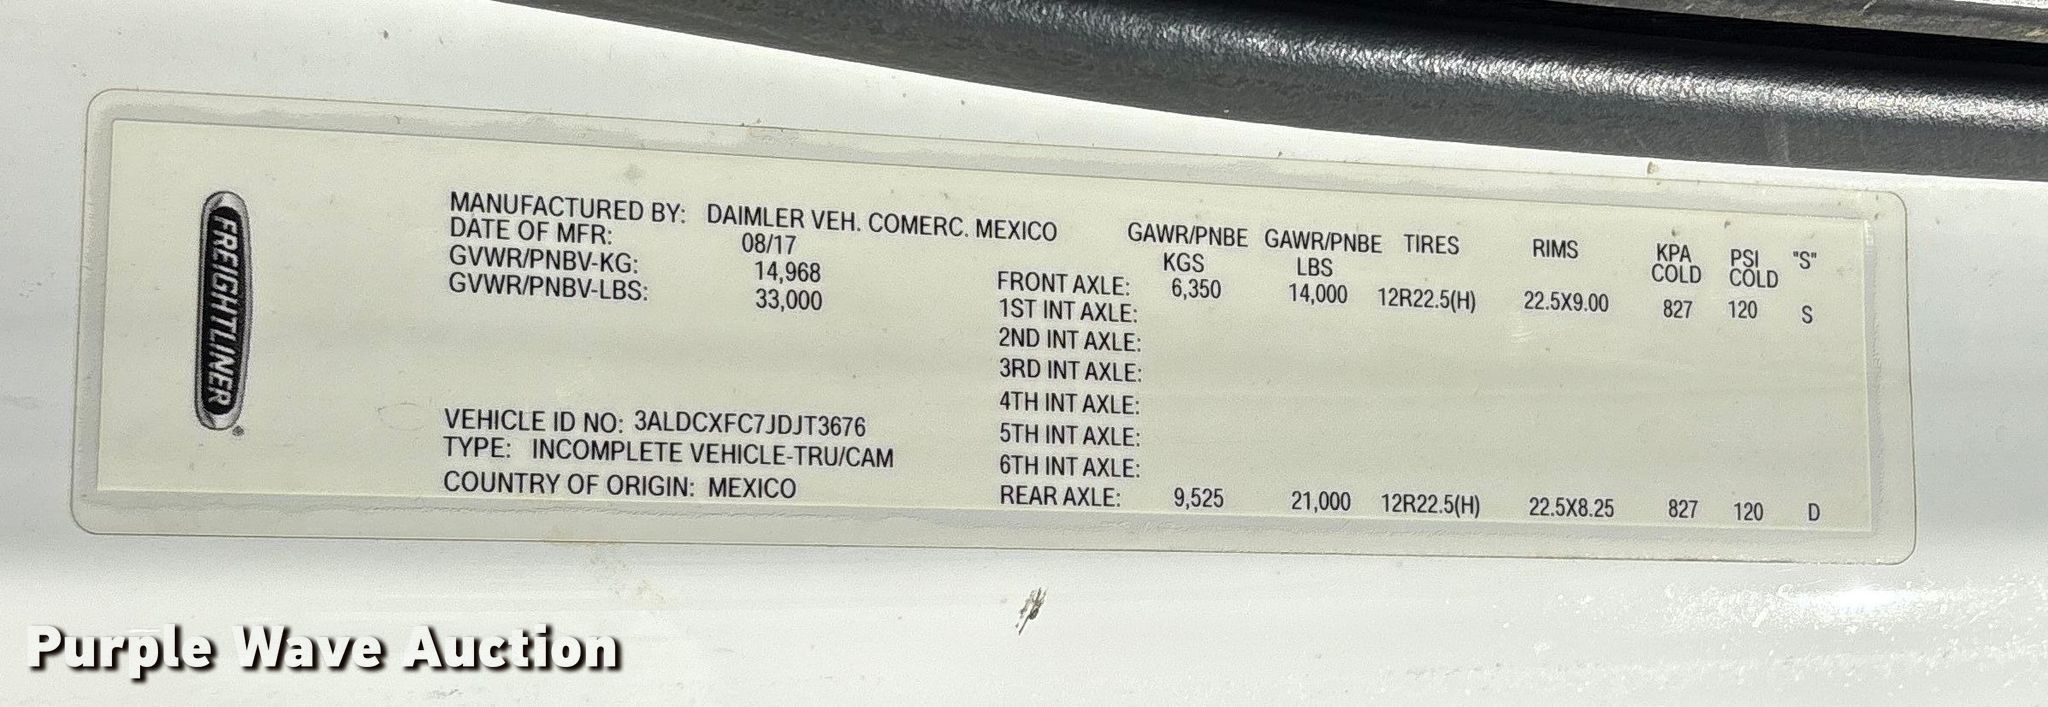 FREIGHTLINER
MANUFACTURED BY: DAIMLER VEH. COMERC. MEXICO
DATE OF MFR: 08/17
GVWR/PNBV-KG: 14,968
GVWR/PNBV-LBS: 33,000
VEHICLE ID NO: 3ALDCXFC7JDJT3676
TYPE: INCOMPLETE VEHICLE-TRU/CAM
COUNTRY OF ORIGIN: MEXICO
GAWR/PNBE GAWR/PNBE TIRES RIMS KPA PSI "S"
KGS LBS COLD COLD
FRONT AXLE: 6,350 14,000 12R22.5(H) 22.5X9.00 827 120 S
1ST INT AXLE:
2ND INT AXLE:
3RD INT AXLE:
4TH INT AXLE:
5TH INT AXLE:
6TH INT AXLE:
REAR AXLE: 9,525 21,000 12R22.5(H) 22.5X8.25 827 120 D
Purple Wave Auction